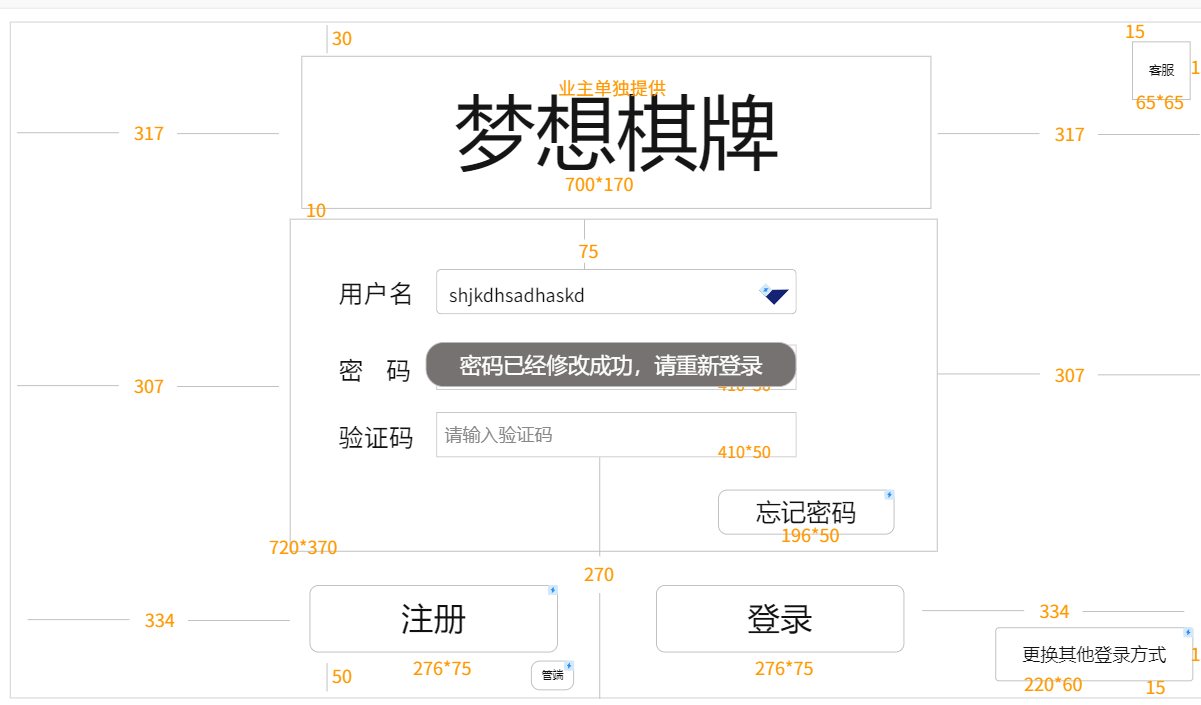 30
15
客服
1
65*65
业主单独提供
梦想棋牌
317
317
700*170
10
75
用户名
shjkdhsadhaskd
密 码
密码已经修改成功，请重新登录
410*50
307
307
验证码
请输入验证码
410*50
忘记密码
196*50
720*370
270
注册
登录
334
334
276*75
276*75
50
管端
更换其他登录方式
1
220*60
15